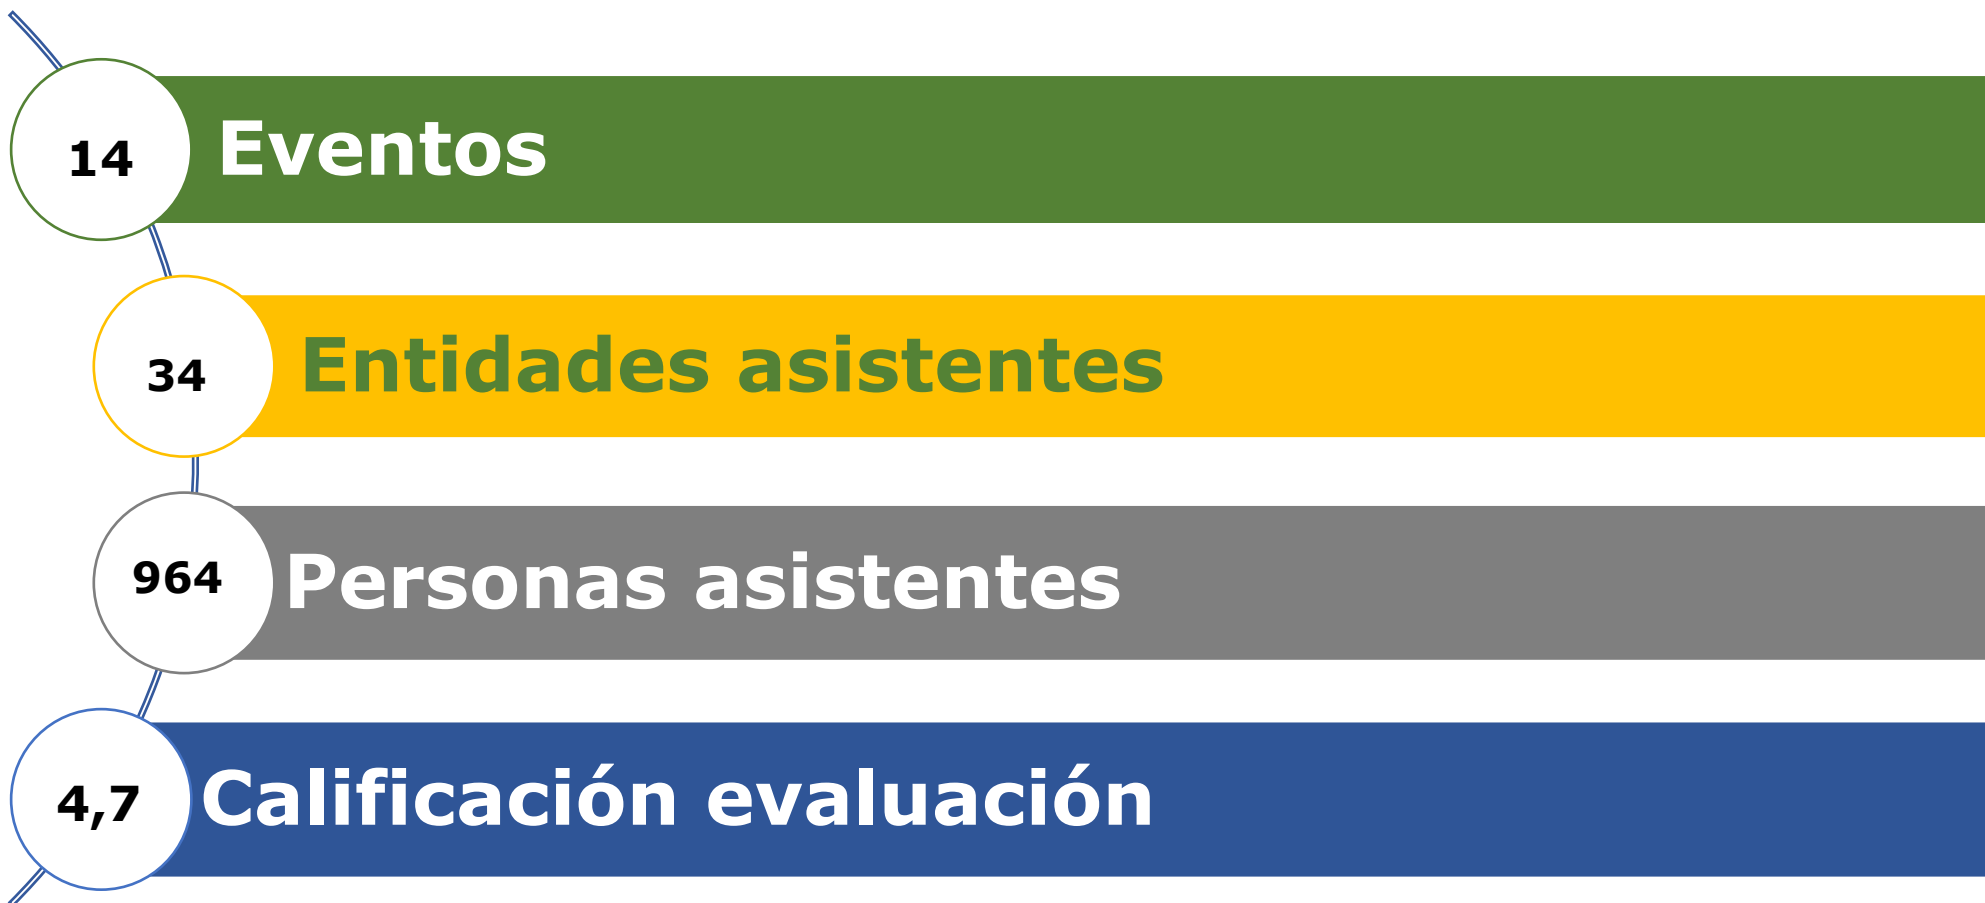 14 Eventos
34 Entidades asistentes
964 Personas asistentes
4,7 Calificación evaluación